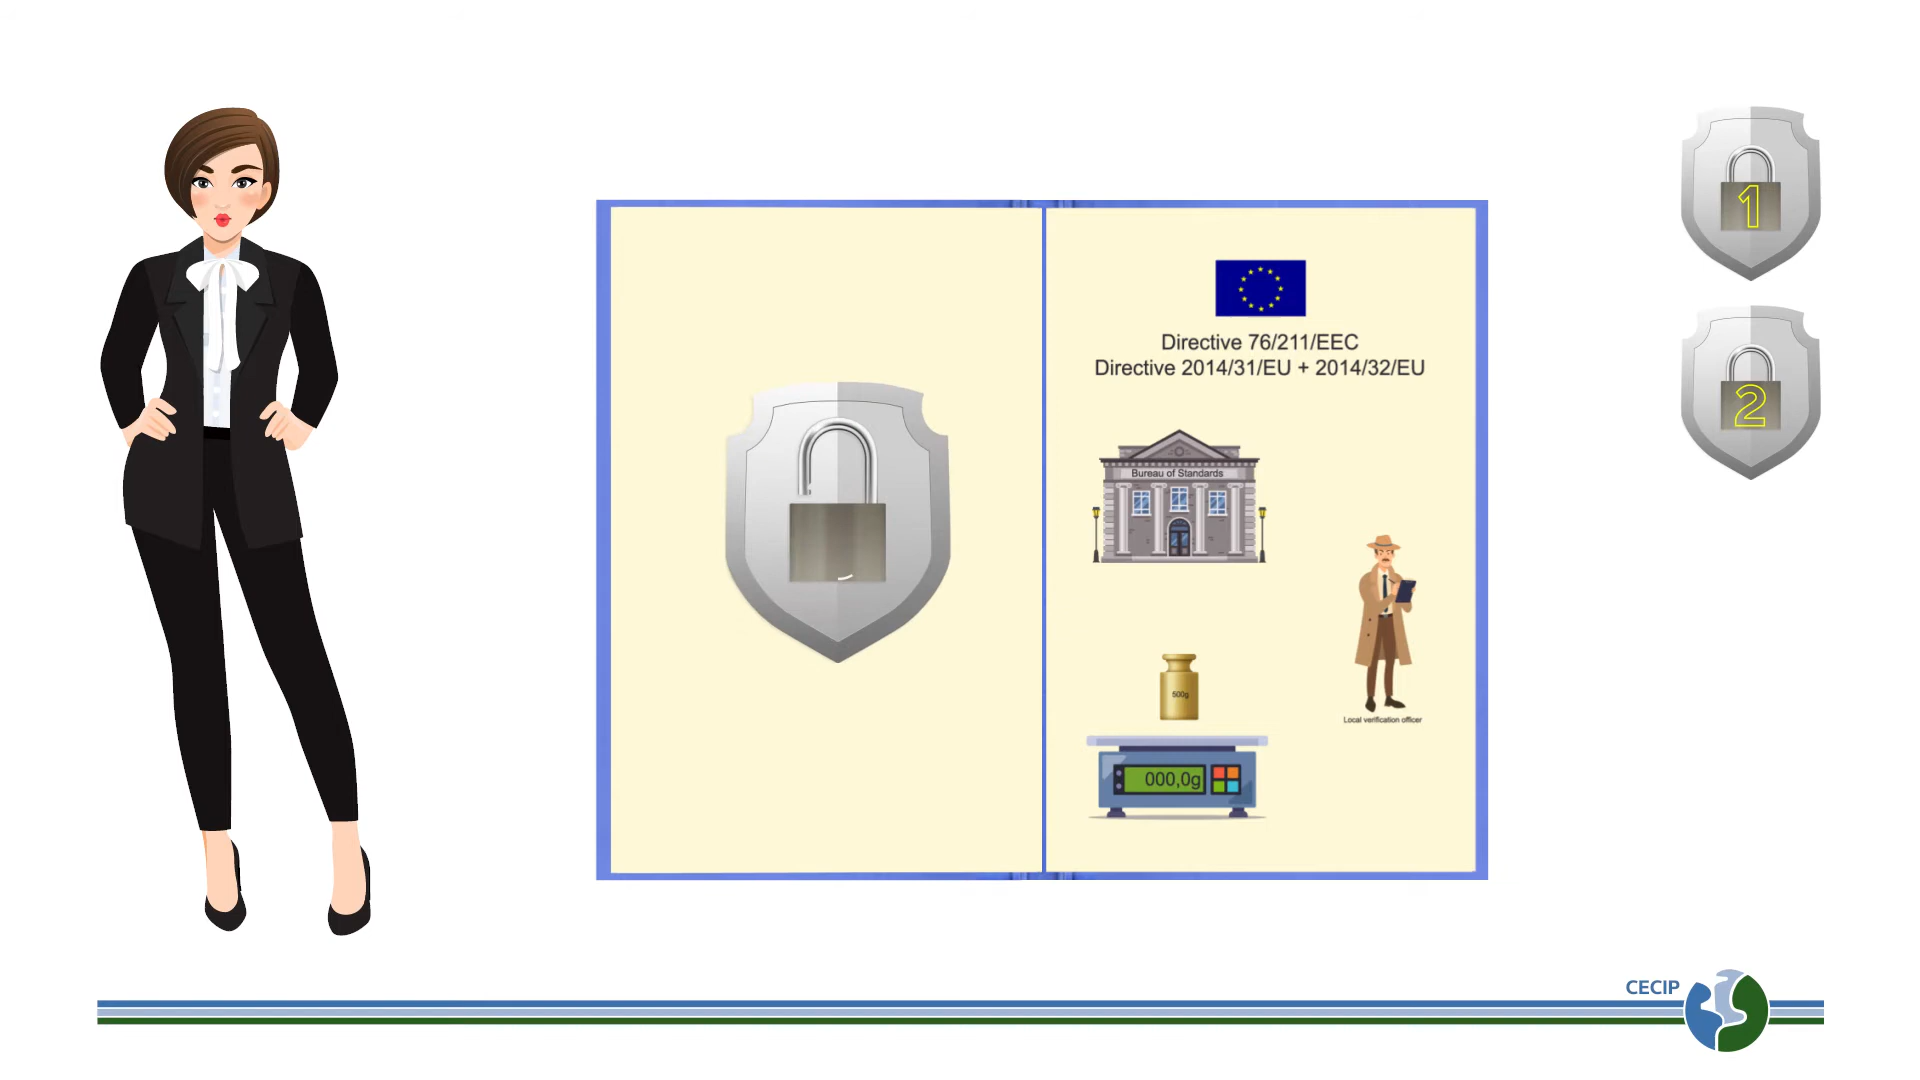 1
2
Directive 76/211/EEC
Directive 2014/31/EU + 2014/32/EU
Bureau of Standards
500g
Local verification officer
000,0g
CECIP